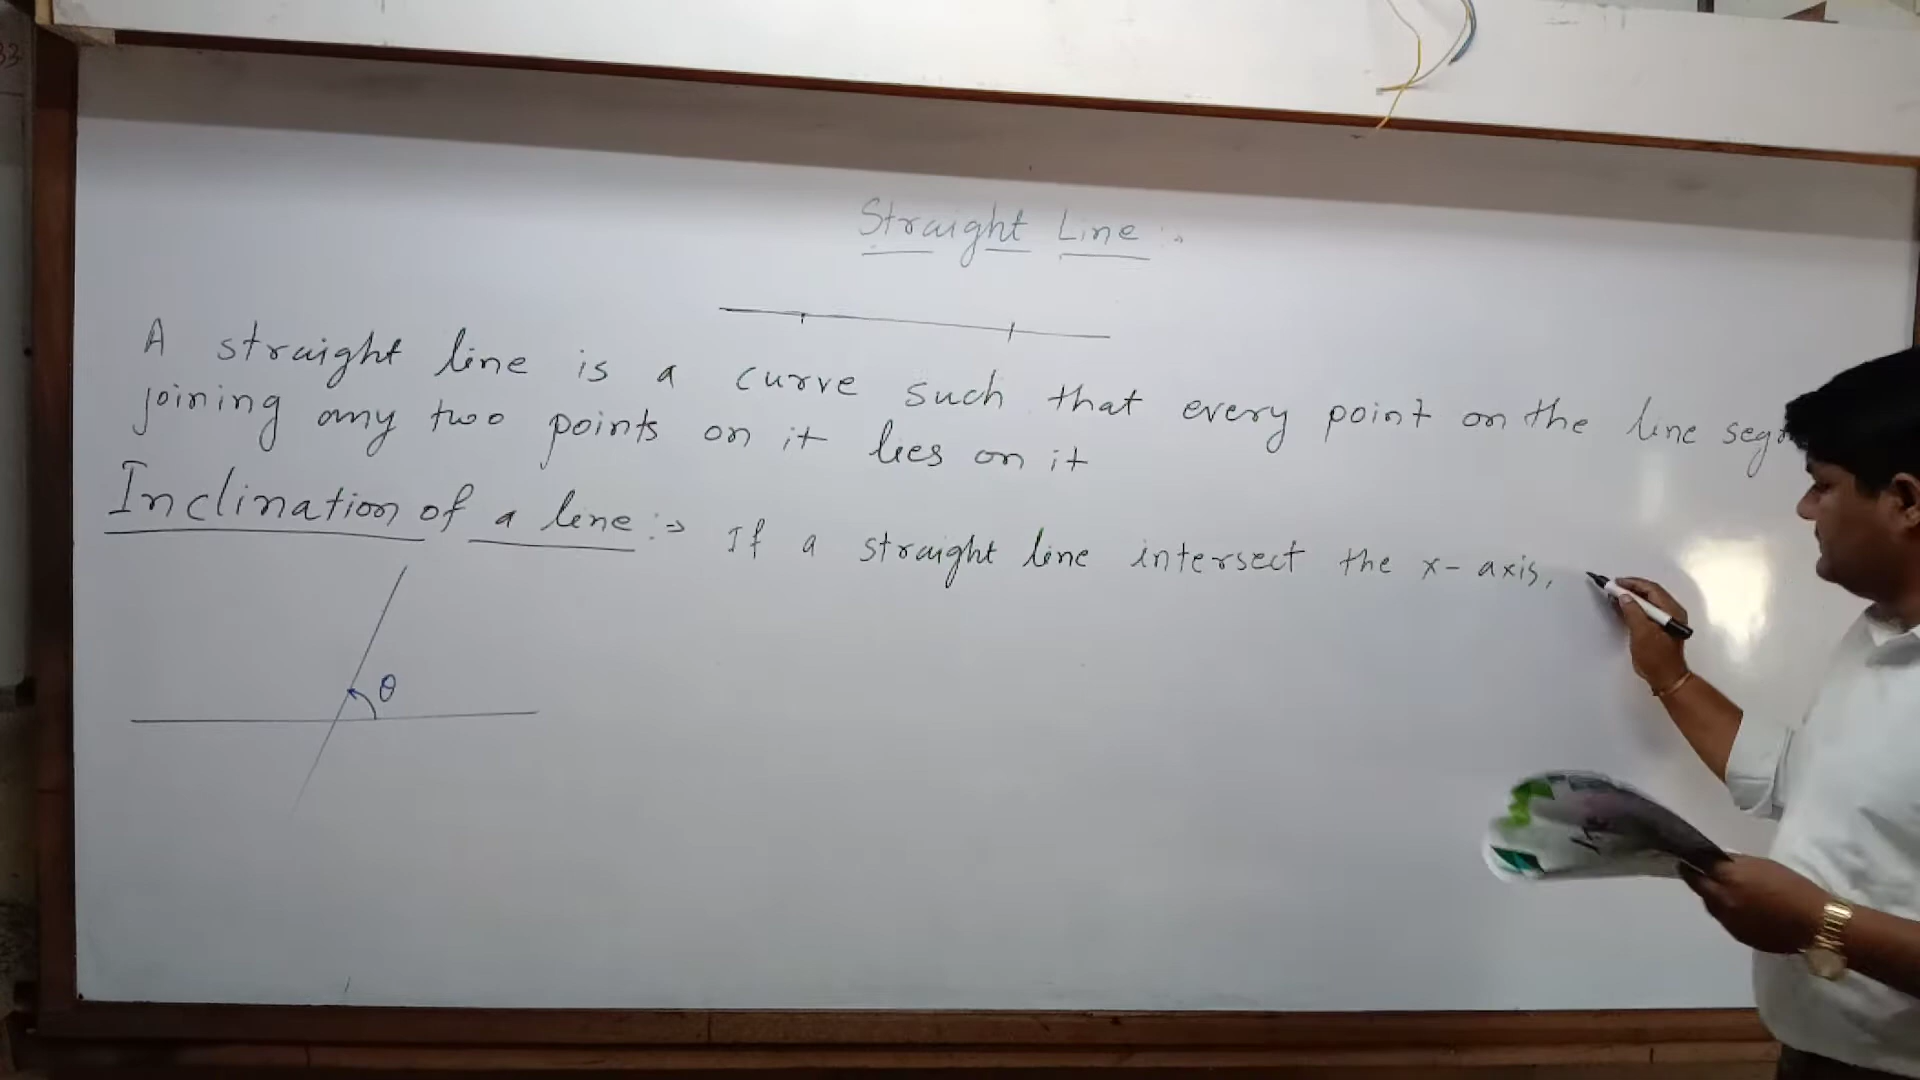 33
Straight Line :-
A straight line is a curve such that every point on the line seg
joining any two points on it lies on it
Inclination of a line :→ If a straight line intersect the x-axis,
θ